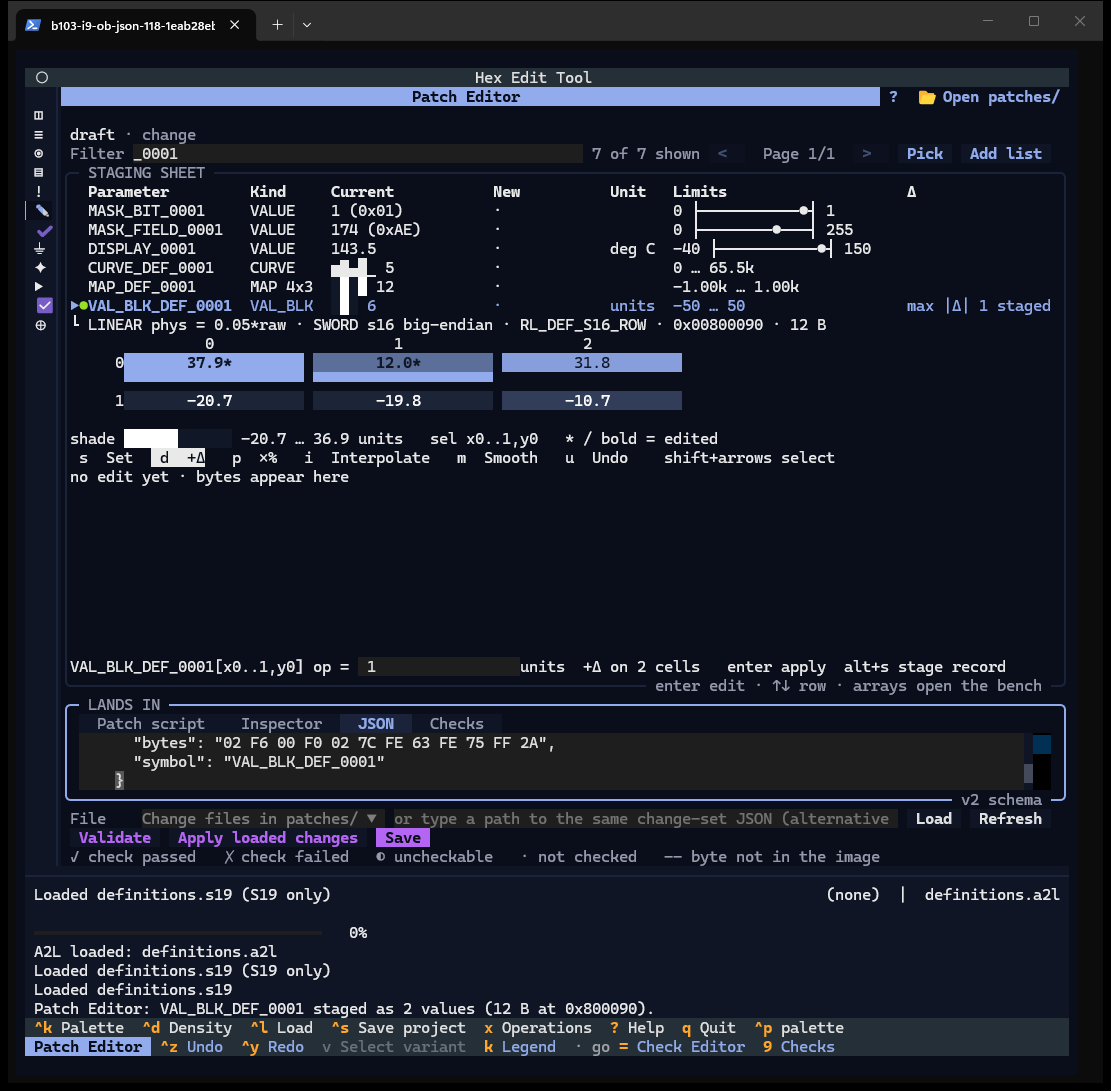 b103-i9-ob-json-118-1eab28eb
Hex Edit Tool
Patch Editor ? Open patches/
draft · change
Filter _0001 7 of 7 shown < Page 1/1 > Pick Add list
STAGING SHEET
Parameter Kind Current New Unit Limits Δ
MASK_BIT_0001 VALUE 1 (0x01) · 0 1
MASK_FIELD_0001 VALUE 174 (0xAE) · 0 255
DISPLAY_0001 VALUE 143.5 · deg C −40 150
CURVE_DEF_0001 CURVE 5 · 0 … 65.5k
MAP_DEF_0001 MAP 4x3 12 · −1.00k … 1.00k
VAL_BLK_DEF_0001 VAL_BLK 6 · units −50 … 50 max |Δ| 1 staged
LINEAR phys = 0.05*raw · SWORD s16 big-endian · RL_DEF_S16_ROW · 0x00800090 · 12 B
0 1 2
0 37.9* 12.0* 31.8
1 −20.7 −19.8 −10.7
shade −20.7 … 36.9 units sel x0..1,y0 * / bold = edited
s Set d +Δ p ×% i Interpolate m Smooth u Undo shift+arrows select
no edit yet · bytes appear here
VAL_BLK_DEF_0001[x0..1,y0] op = 1 units +Δ on 2 cells enter apply alt+s stage record
enter edit · ↑↓ row · arrays open the bench
LANDS IN
Patch script Inspector JSON Checks
"bytes": "02 F6 00 F0 02 7C FE 63 FE 75 FF 2A",
"symbol": "VAL_BLK_DEF_0001"
}
v2 schema
File Change files in patches/ ▼ or type a path to the same change-set JSON (alternative Load Refresh
Validate Apply loaded changes Save
✓ check passed ✗ check failed ◐ uncheckable · not checked −− byte not in the image
Loaded definitions.s19 (S19 only) (none) | definitions.a2l
0%
A2L loaded: definitions.a2l
Loaded definitions.s19 (S19 only)
Loaded definitions.s19
Patch Editor: VAL_BLK_DEF_0001 staged as 2 values (12 B at 0x800090).
^k Palette ^d Density ^l Load ^s Save project x Operations ? Help q Quit ^p palette
Patch Editor ^z Undo ^y Redo v Select variant k Legend · go = Check Editor 9 Checks